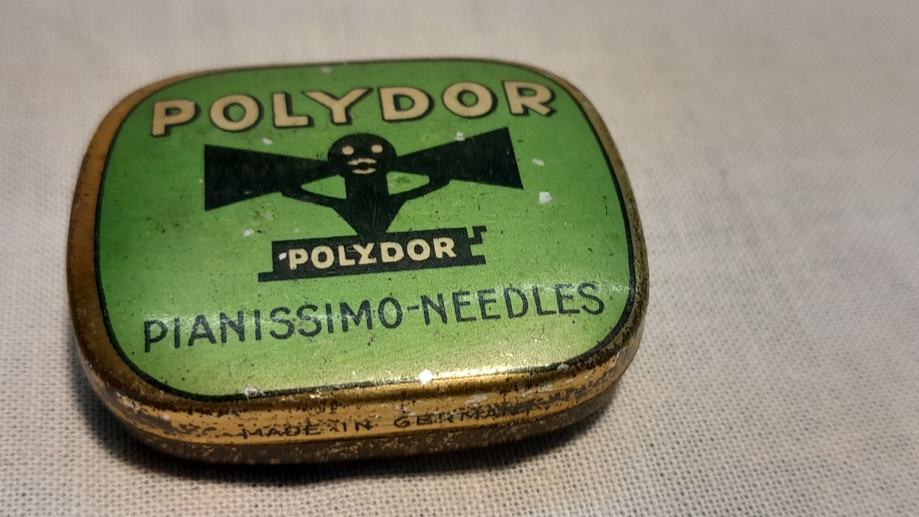 POLYDOR
POLYDOR
PIANISSIMO-NEEDLES
MADE IN GERMANY